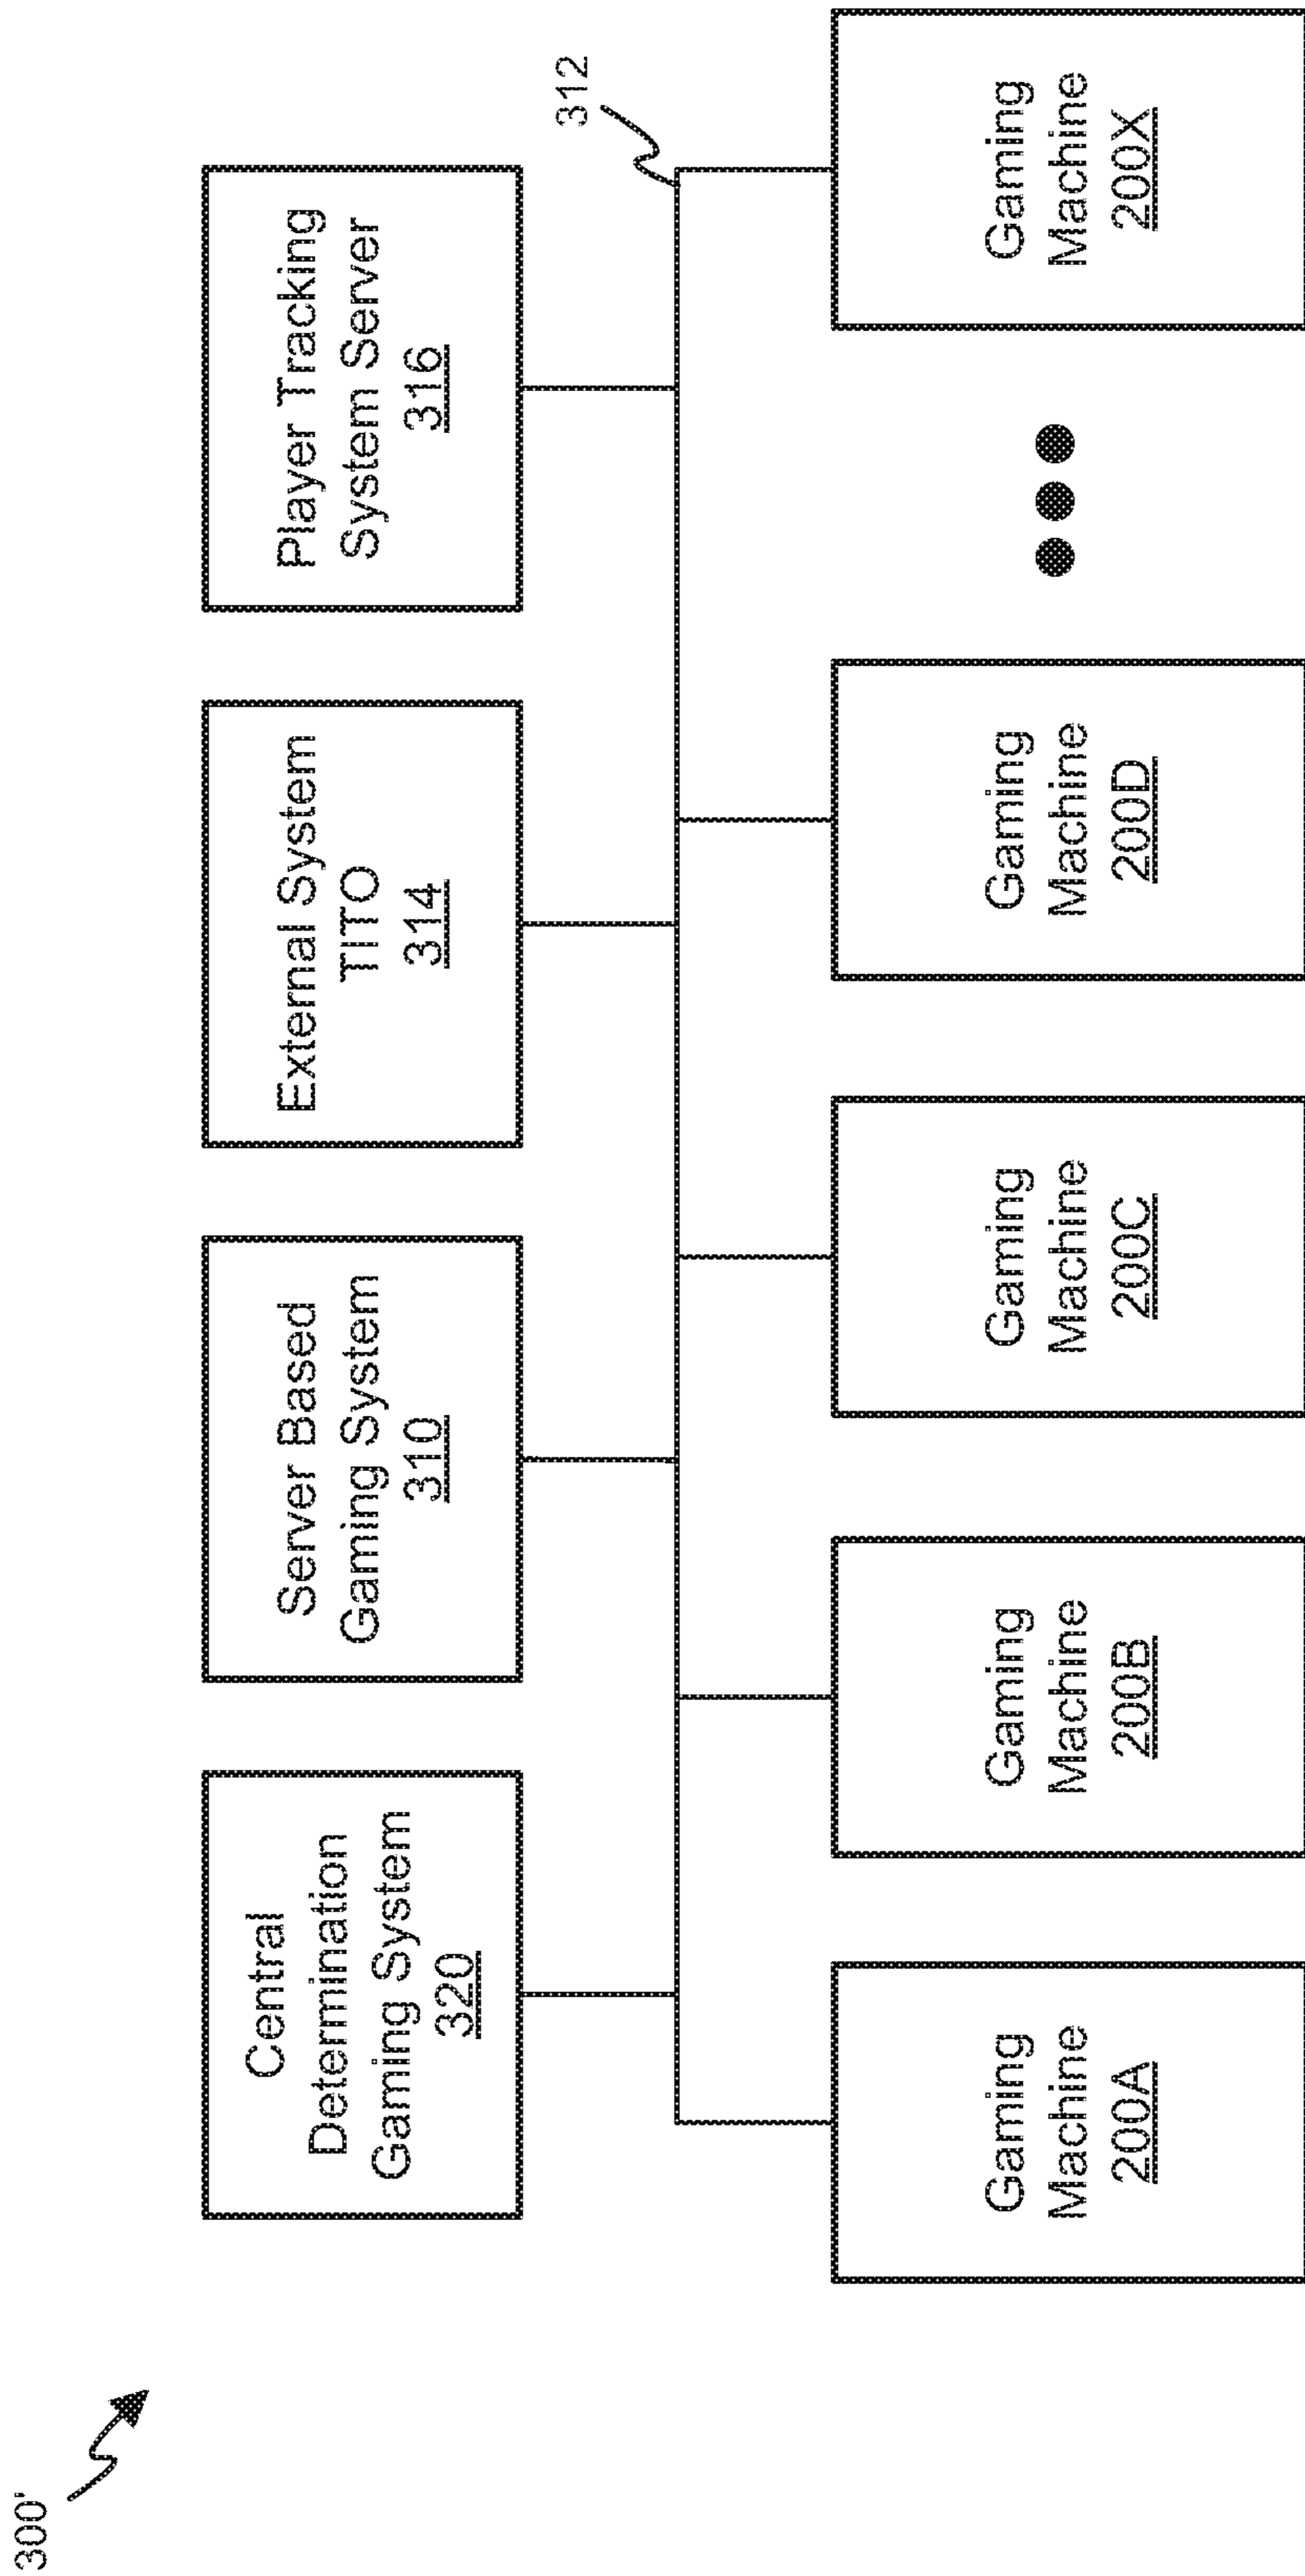 300'
Central
Determination
Gaming System
320
Server Based
Gaming System
310
External System
TITO
314
Player Tracking
System Server
316
312
Gaming
Machine
200A
Gaming
Machine
200B
Gaming
Machine
200C
Gaming
Machine
200D
Gaming
Machine
200X